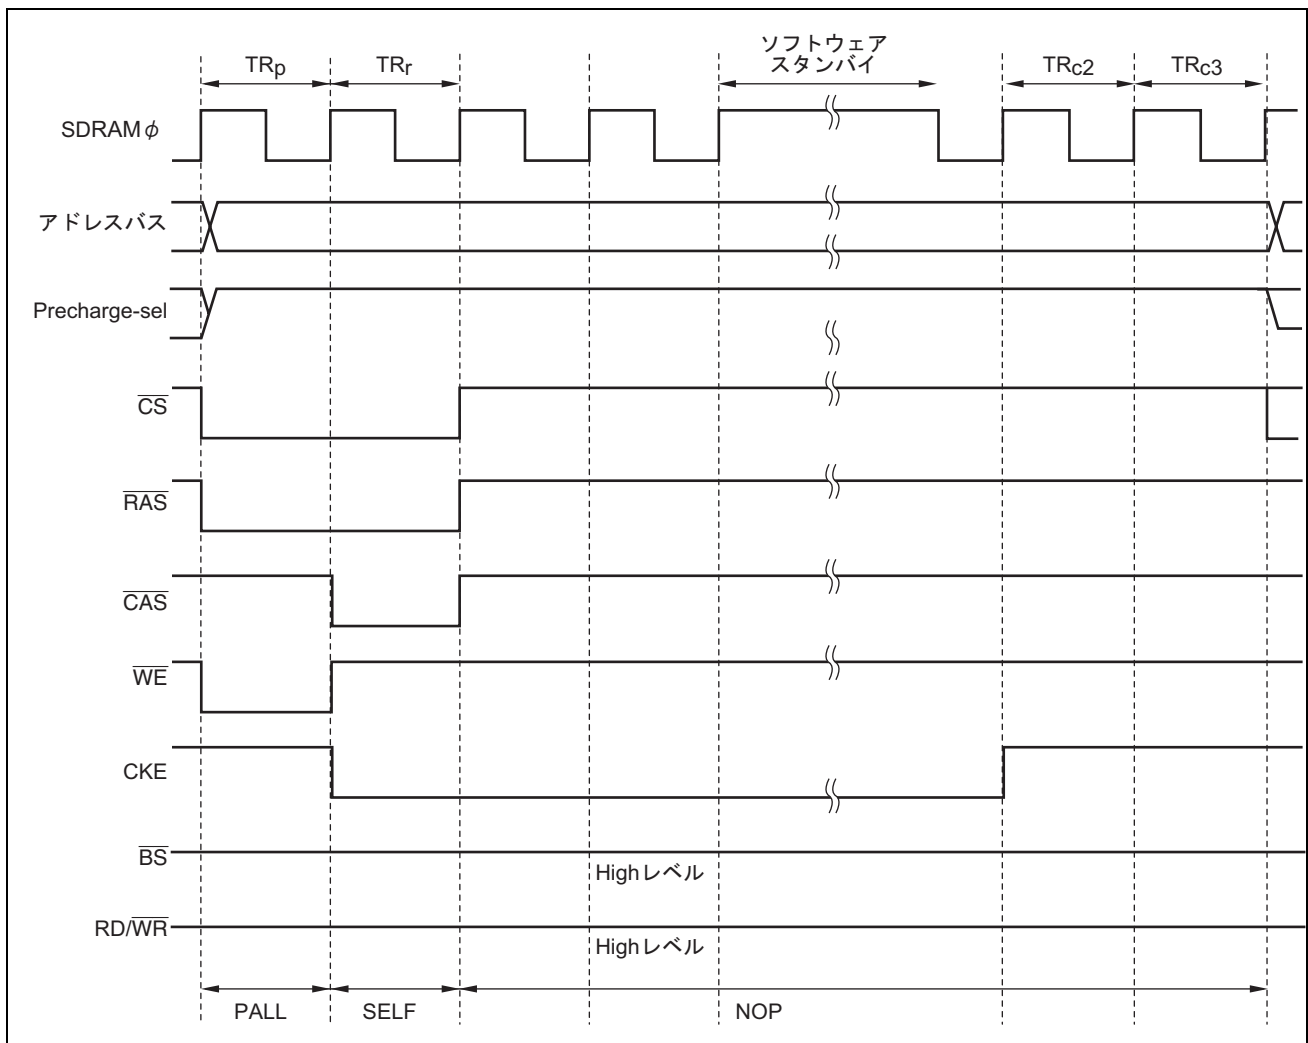 ソフトウェア
スタンバイ
TRp
TRr
TRc2
TRc3
SDRAMφ
アドレスバス
Precharge-sel
CS
RAS
CAS
WE
CKE
BS
Highレベル
RD/WR
Highレベル
PALL
SELF
NOP